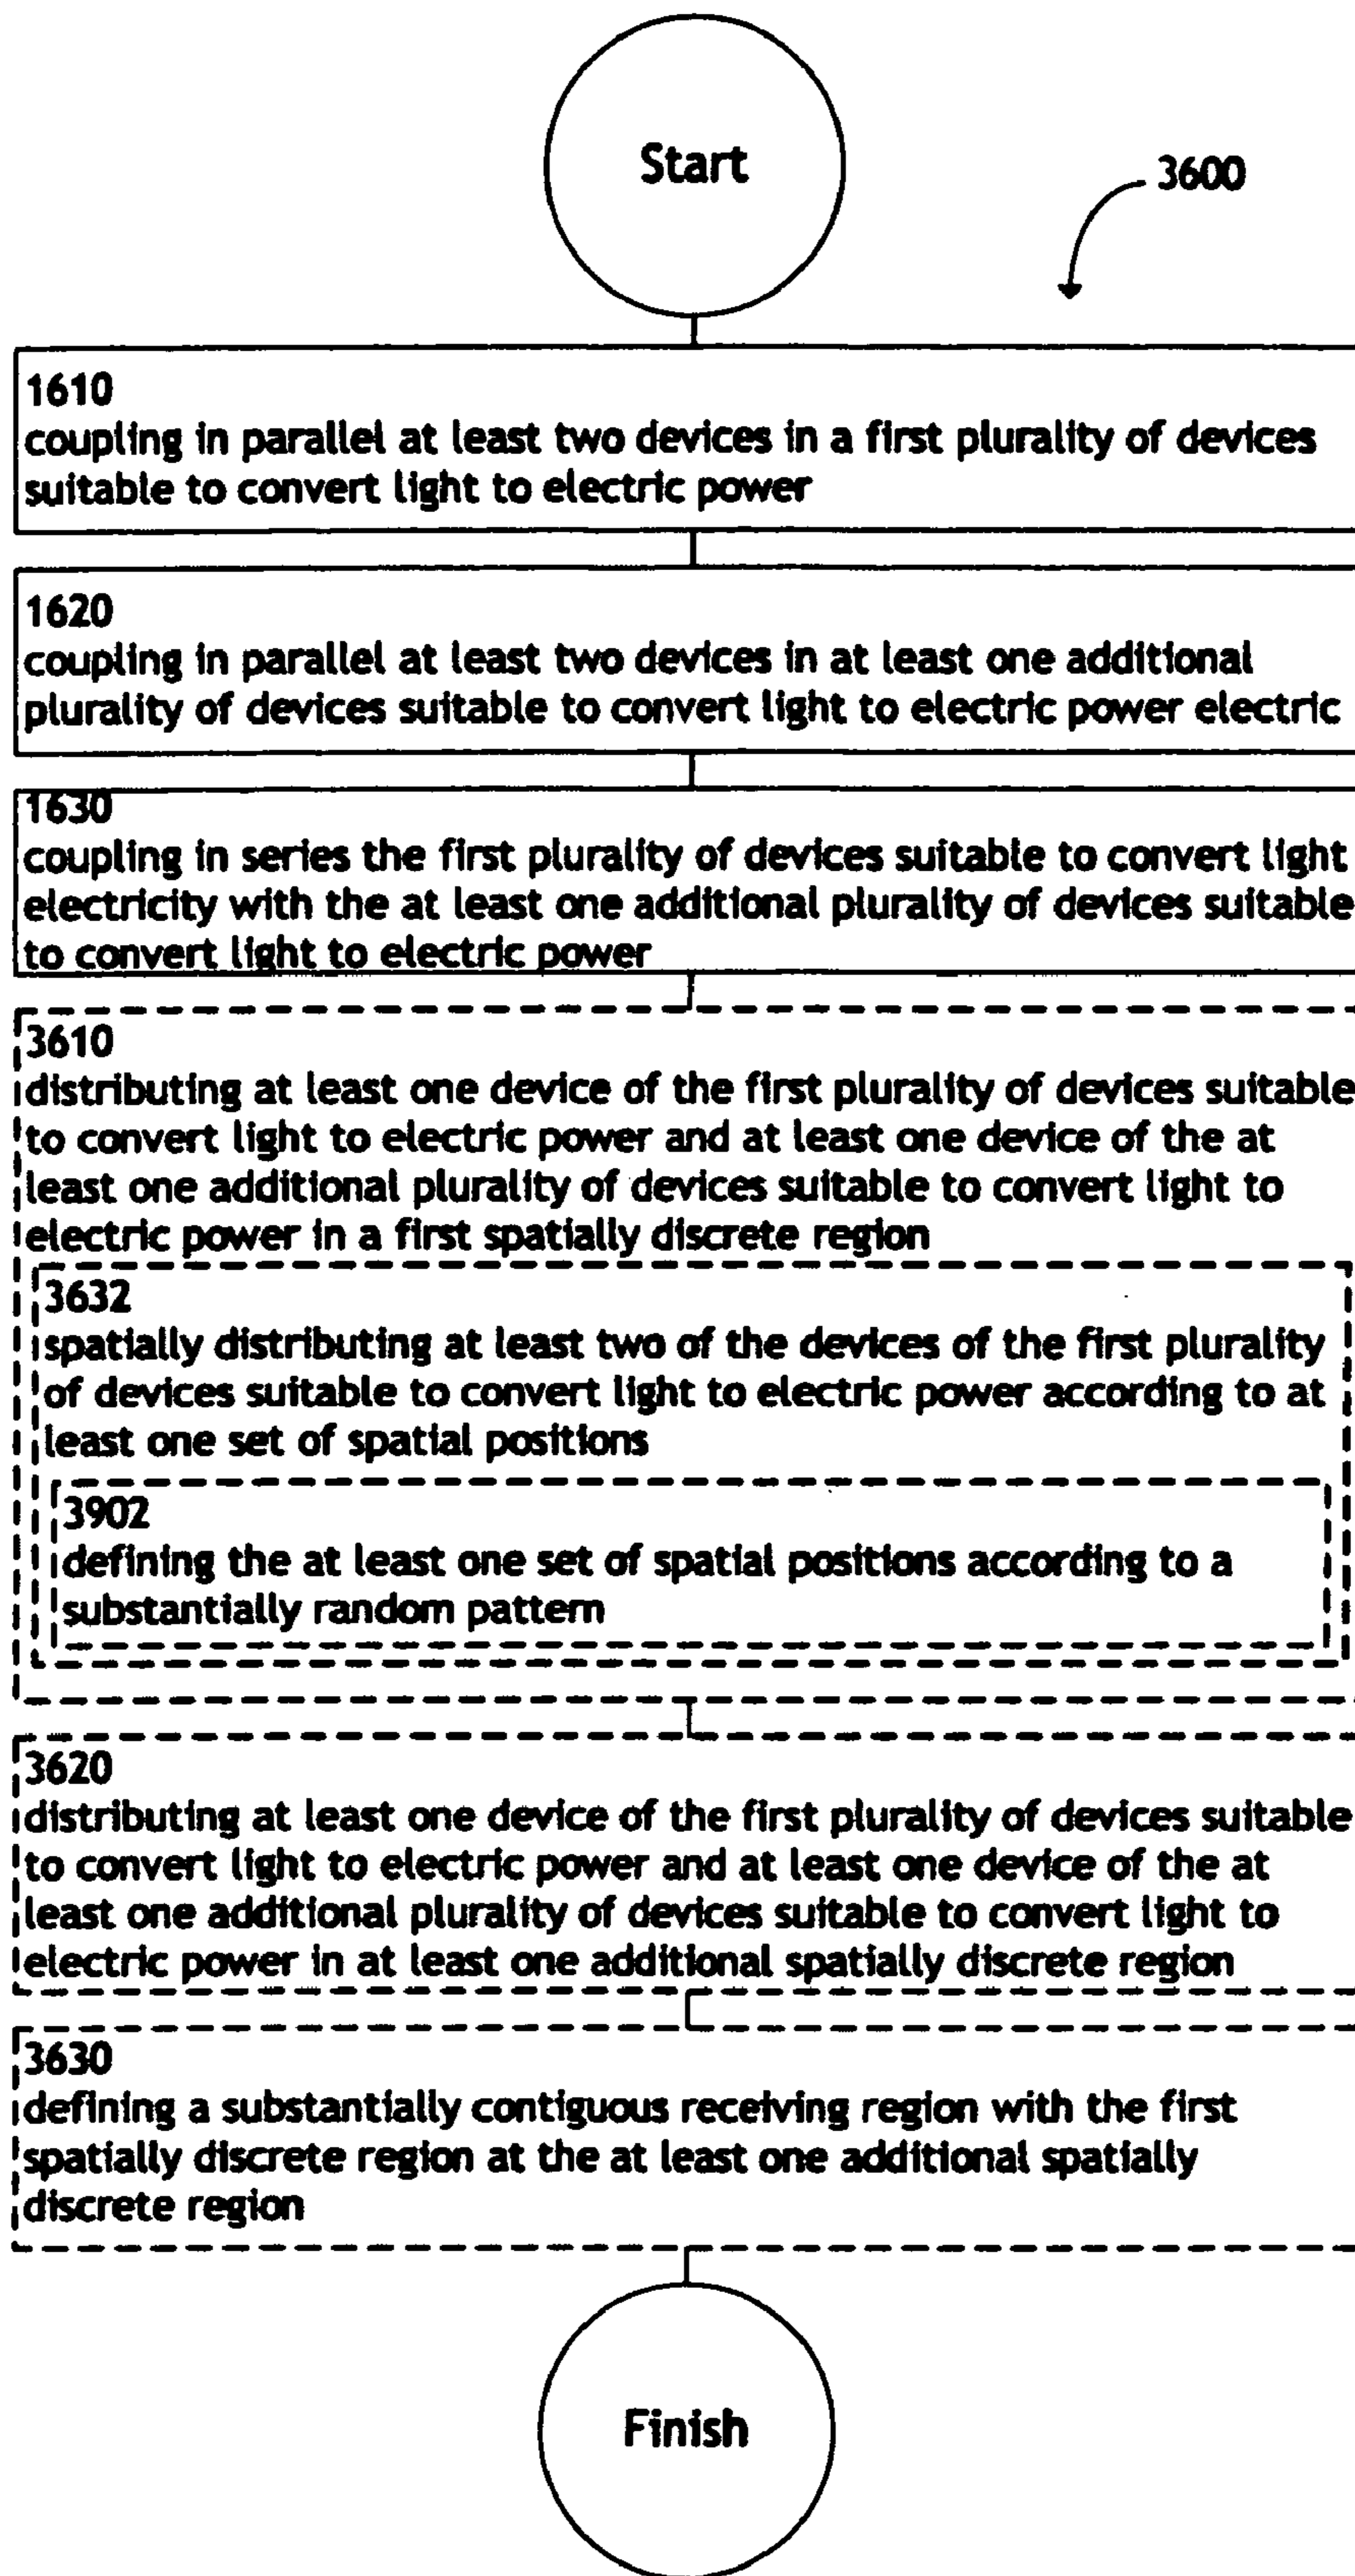 Start
3600
1610
coupling in parallel at least two devices in a first plurality of devices
suitable to convert light to electric power
1620
coupling in parallel at least two devices in at least one additional
plurality of devices suitable to convert light to electric power electric
1630
coupling in series the first plurality of devices suitable to convert light
electricity with the at least one additional plurality of devices suitable
to convert light to electric power
3610
distributing at least one device of the first plurality of devices suitable
to convert light to electric power and at least one device of the at
least one additional plurality of devices suitable to convert light to
electric power in a first spatially discrete region
3632
spatially distributing at least two of the devices of the first plurality
of devices suitable to convert light to electric power according to at
least one set of spatial positions
3902
defining the at least one set of spatial positions according to a
substantially random pattern
3620
distributing at least one device of the first plurality of devices suitable
to convert light to electric power and at least one device of the at
least one additional plurality of devices suitable to convert light to
electric power in at least one additional spatially discrete region
3630
defining a substantially contiguous receiving region with the first
spatially discrete region at the at least one additional spatially
discrete region
Finish